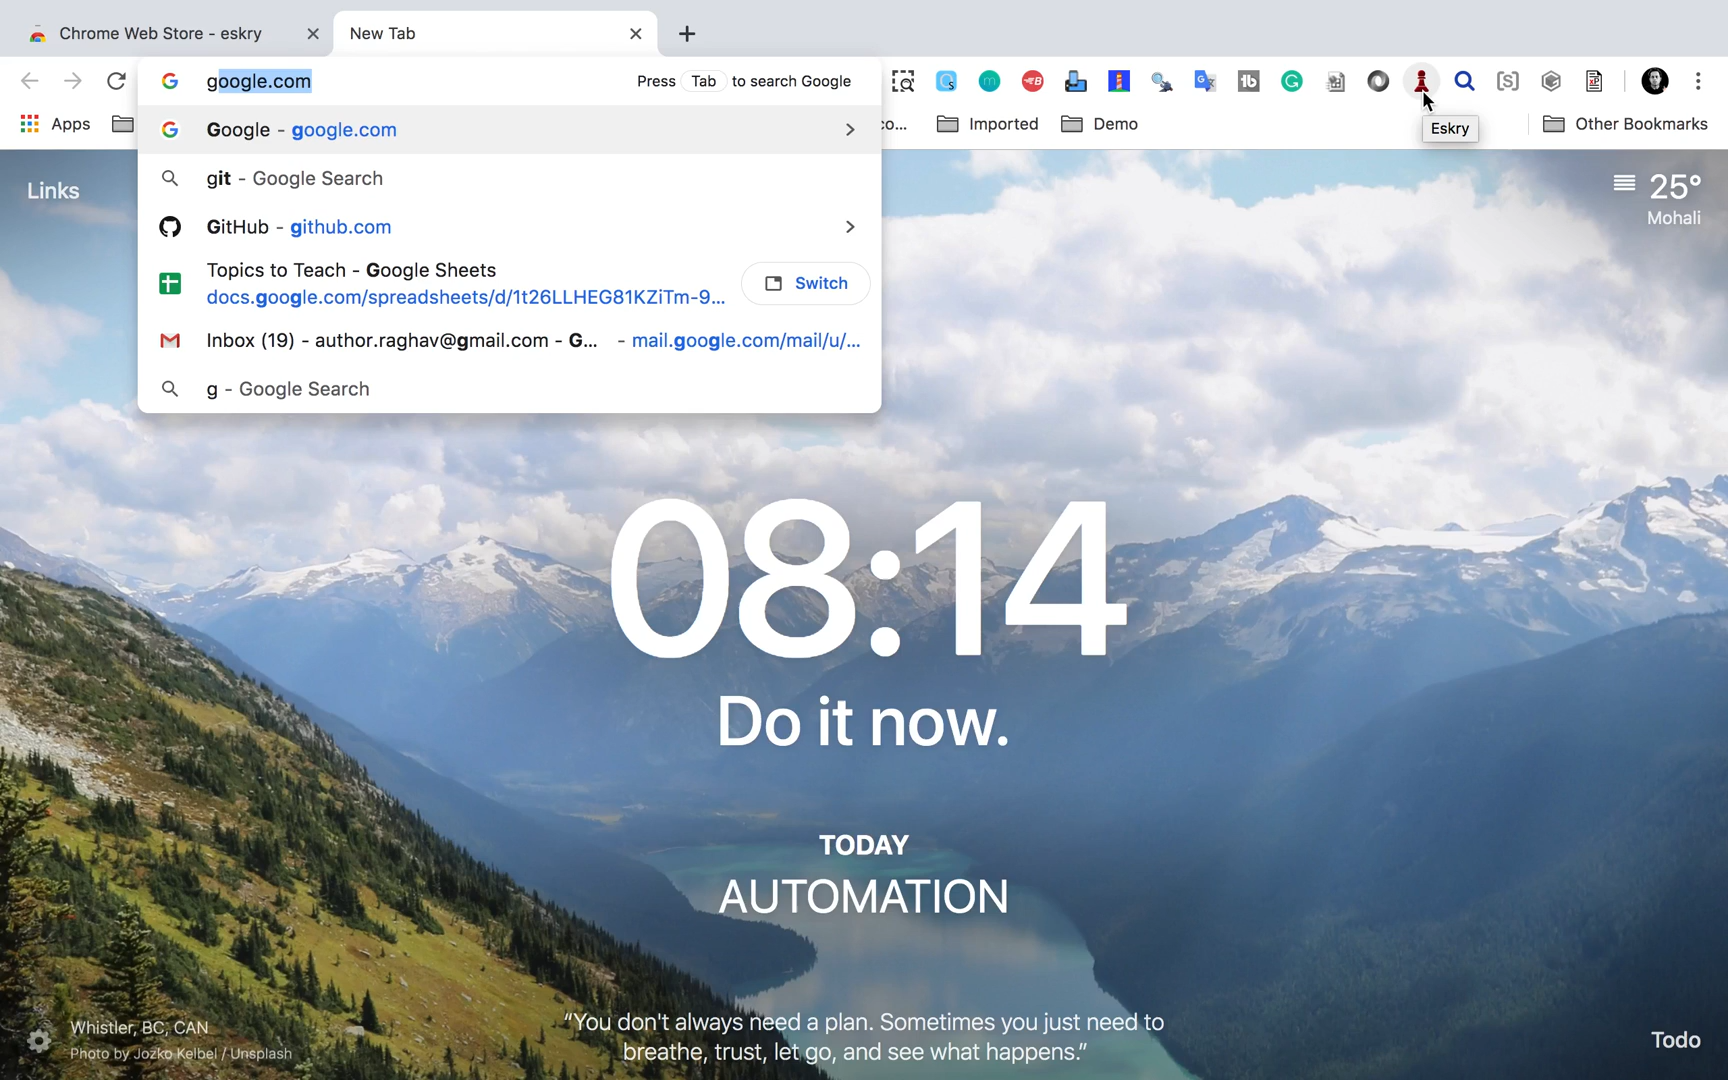 Chrome Web Store - eskry
New Tab
google.com
Press Tab to search Google
Google - google.com
git - Google Search
GitHub - github.com
Topics to Teach - Google Sheets
docs.google.com/spreadsheets/d/1t26LLHEG81KZiTm-9...
Switch
Inbox (19) - author.raghav@gmail.com - G... - mail.google.com/mail/u/...
g - Google Search
Apps
co...
Imported
Demo
Eskry
Other Bookmarks
Links
25°
Mohali
08:14
Do it now.
TODAY
AUTOMATION
“You don't always need a plan. Sometimes you just need to
breathe, trust, let go, and see what happens.”
Whistler, BC, CAN
Photo by Jozko Kelbel / Unsplash
Todo